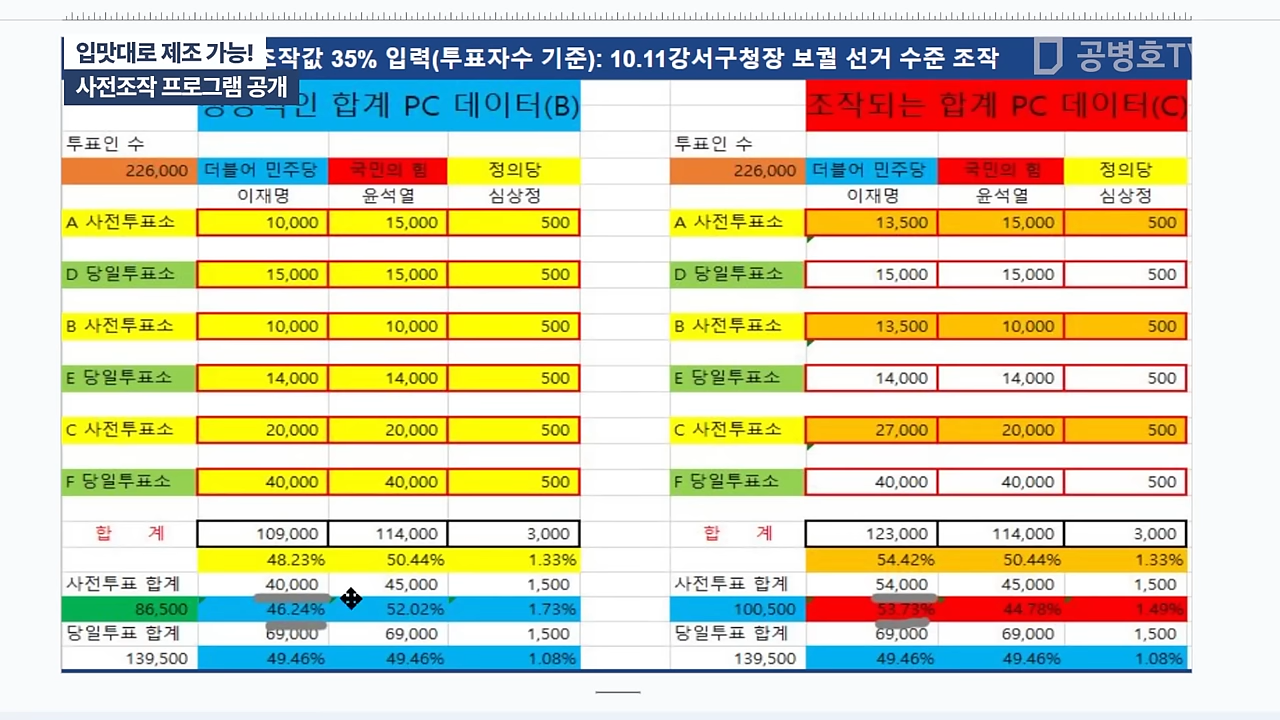 입맛대로 제조 가능!
사전조작 프로그램 공개
조작값 35% 입력(투표자수 기준): 10.11강서구청장 보궐 선거 수준 조작
공병호TV
합계 PC 데이터(B) 조작되는 합계 PC 데이터(C)
투표인 수 투표인 수
226,000 더불어 민주당 국민의 힘 정의당 226,000 더불어 민주당 국민의 힘 정의당
이재명 윤석열 심상정 이재명 윤석열 심상정
A 사전투표소 10,000 15,000 500 A 사전투표소 13,500 15,000 500
D 당일투표소 15,000 15,000 500 D 당일투표소 15,000 15,000 500
B 사전투표소 10,000 10,000 500 B 사전투표소 13,500 10,000 500
E 당일투표소 14,000 14,000 500 E 당일투표소 14,000 14,000 500
C 사전투표소 20,000 20,000 500 C 사전투표소 27,000 20,000 500
F 당일투표소 40,000 40,000 500 F 당일투표소 40,000 40,000 500
합 계 109,000 114,000 3,000 합 계 123,000 114,000 3,000
48.23% 50.44% 1.33% 54.42% 50.44% 1.33%
사전투표 합계 40,000 45,000 1,500 사전투표 합계 54,000 45,000 1,500
86,500 46.24% 52.02% 1.73% 100,500 53.73% 44.78% 1.49%
당일투표 합계 69,000 69,000 1,500 당일투표 합계 69,000 69,000 1,500
139,500 49.46% 49.46% 1.08% 139,500 49.46% 49.46% 1.08%